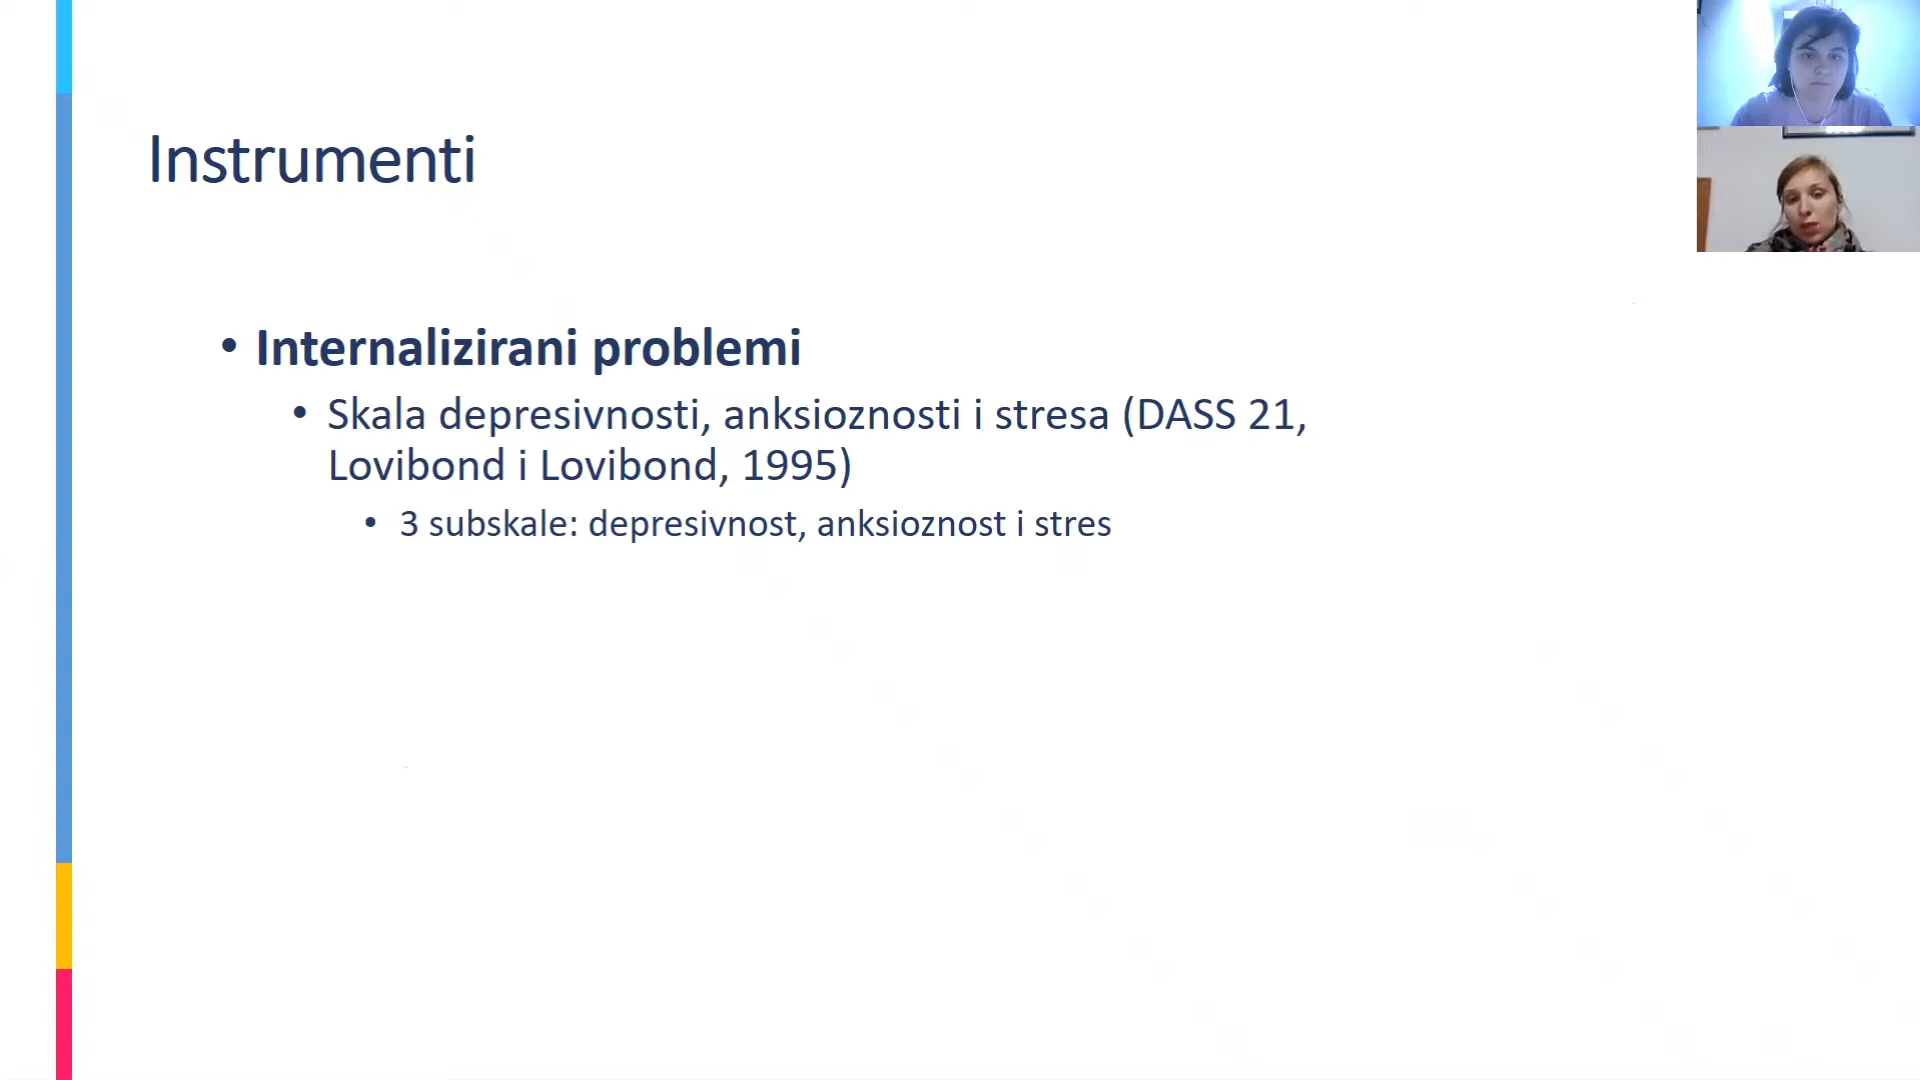 Instrumenti
• Internalizirani problemi
• Skala depresivnosti, anksioznosti i stresa (DASS 21,
Lovibond i Lovibond, 1995)
• 3 subskale: depresivnost, anksioznost i stres